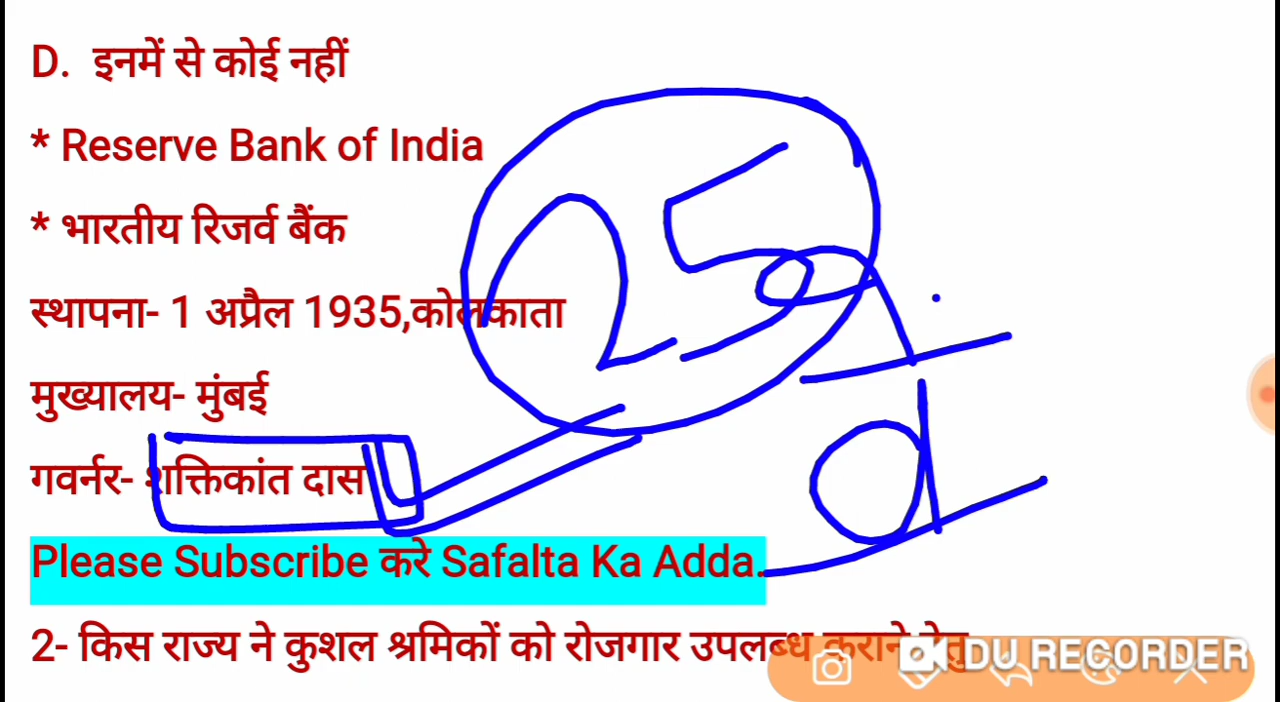 D. इनमें से कोई नहीं
* Reserve Bank of India
* भारतीय रिजर्व बैंक
25
स्थापना- 1 अप्रैल 1935,कोलकाता
मुख्यालय- मुंबई
गवर्नर- शक्तिकांत दास
Please Subscribe करे Safalta Ka Adda.
2- किस राज्य ने कुशल श्रमिकों को रोजगार उपलब्ध कराने हेतु
DU RECORDER